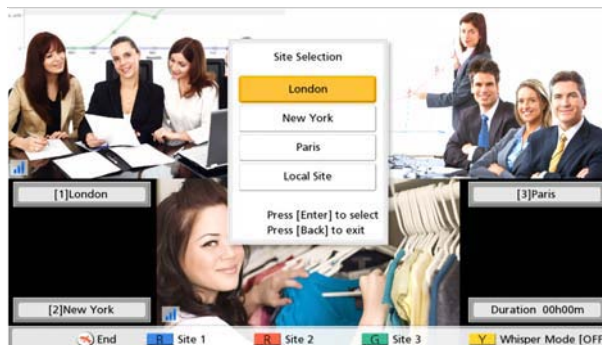 Site Selection
London
New York
Paris
Local Site
Press [Enter] to select
Press [Back] to exit
[1]London
[3]Paris
[2]New York
Duration 00h00m
End
B Site 1
R Site 2
G Site 3
Y Whisper Mode [OFF